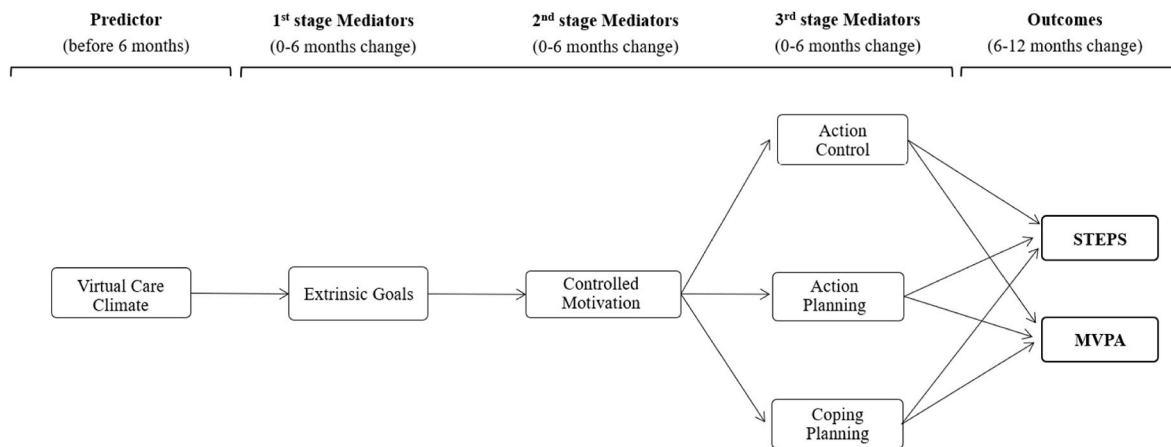 Predictor
(before 6 months)
1st stage Mediators
(0-6 months change)
2nd stage Mediators
(0-6 months change)
3rd stage Mediators
(0-6 months change)
Outcomes
(6-12 months change)
Action
Control
STEPS
Virtual Care
Climate
Extrinsic Goals
Controlled
Motivation
Action
Planning
MVPA
Coping
Planning